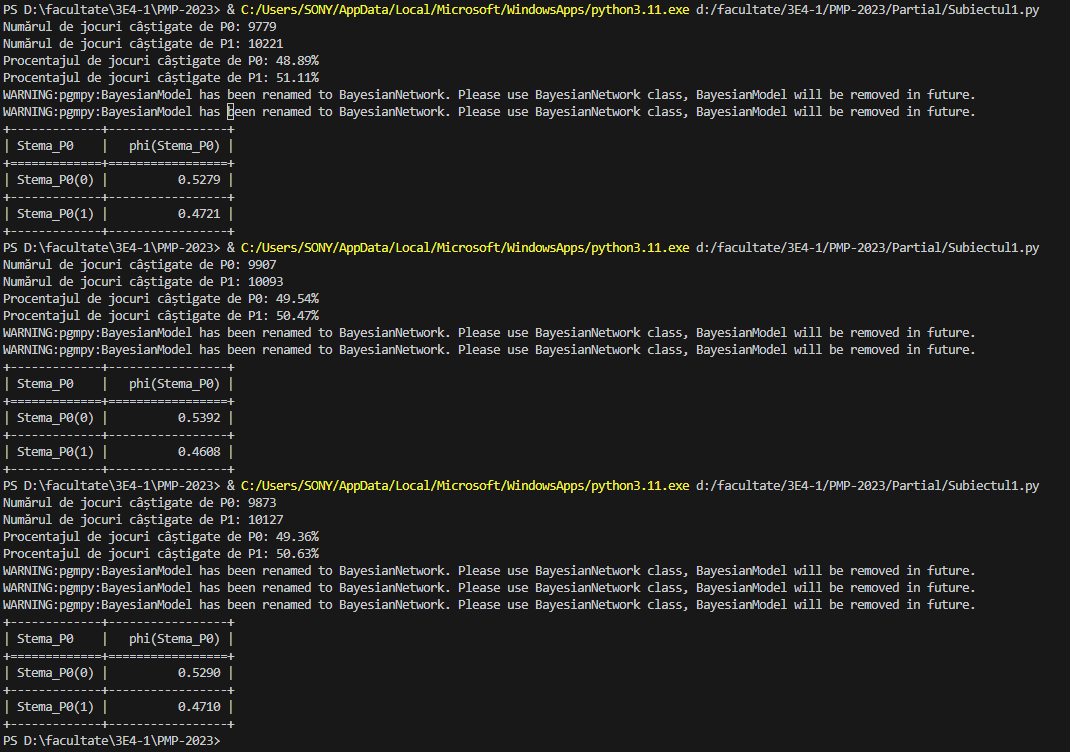 PS D:\facultate\3E4-1\PMP-2023> & C:/Users/SONY/AppData/Local/Microsoft/WindowsApps/python3.11.exe d:/facultate/3E4-1/PMP-2023/Partial/Subiectul1.py
Numărul de jocuri câștigate de P0: 9779
Numărul de jocuri câștigate de P1: 10221
Procentajul de jocuri câștigate de P0: 48.89%
Procentajul de jocuri câștigate de P1: 51.11%
WARNING:pgmpy:BayesianModel has been renamed to BayesianNetwork. Please use BayesianNetwork class, BayesianModel will be removed in future.
WARNING:pgmpy:BayesianModel has been renamed to BayesianNetwork. Please use BayesianNetwork class, BayesianModel will be removed in future.
+-------------+-----------------+
| Stema_P0    |   phi(Stema_P0) |
+=============+=================+
| Stema_P0(0) |          0.5279 |
+-------------+-----------------+
| Stema_P0(1) |          0.4721 |
+-------------+-----------------+
PS D:\facultate\3E4-1\PMP-2023> & C:/Users/SONY/AppData/Local/Microsoft/WindowsApps/python3.11.exe d:/facultate/3E4-1/PMP-2023/Partial/Subiectul1.py
Numărul de jocuri câștigate de P0: 9907
Numărul de jocuri câștigate de P1: 10093
Procentajul de jocuri câștigate de P0: 49.54%
Procentajul de jocuri câștigate de P1: 50.47%
WARNING:pgmpy:BayesianModel has been renamed to BayesianNetwork. Please use BayesianNetwork class, BayesianModel will be removed in future.
WARNING:pgmpy:BayesianModel has been renamed to BayesianNetwork. Please use BayesianNetwork class, BayesianModel will be removed in future.
+-------------+-----------------+
| Stema_P0    |   phi(Stema_P0) |
+=============+=================+
| Stema_P0(0) |          0.5392 |
+-------------+-----------------+
| Stema_P0(1) |          0.4608 |
+-------------+-----------------+
PS D:\facultate\3E4-1\PMP-2023> & C:/Users/SONY/AppData/Local/Microsoft/WindowsApps/python3.11.exe d:/facultate/3E4-1/PMP-2023/Partial/Subiectul1.py
Numărul de jocuri câștigate de P0: 9873
Numărul de jocuri câștigate de P1: 10127
Procentajul de jocuri câștigate de P0: 49.36%
Procentajul de jocuri câștigate de P1: 50.63%
WARNING:pgmpy:BayesianModel has been renamed to BayesianNetwork. Please use BayesianNetwork class, BayesianModel will be removed in future.
WARNING:pgmpy:BayesianModel has been renamed to BayesianNetwork. Please use BayesianNetwork class, BayesianModel will be removed in future.
WARNING:pgmpy:BayesianModel has been renamed to BayesianNetwork. Please use BayesianNetwork class, BayesianModel will be removed in future.
+-------------+-----------------+
| Stema_P0    |   phi(Stema_P0) |
+=============+=================+
| Stema_P0(0) |          0.5290 |
+-------------+-----------------+
| Stema_P0(1) |          0.4710 |
+-------------+-----------------+
PS D:\facultate\3E4-1\PMP-2023>